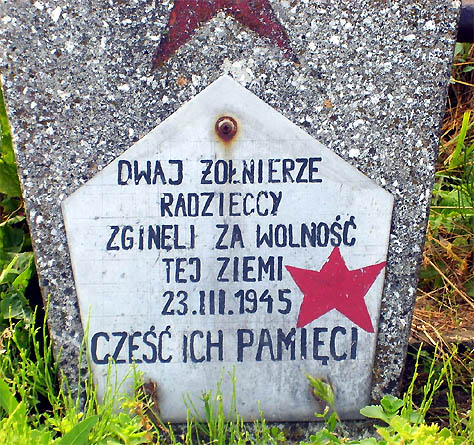 DWAJ ŻOŁNIERZE
RADZIECCY
ZGINĘLI ZA WOLNOŚĆ
TEJ ZIEMI
23.III.1945
CZEŚĆ ICH PAMIĘCI